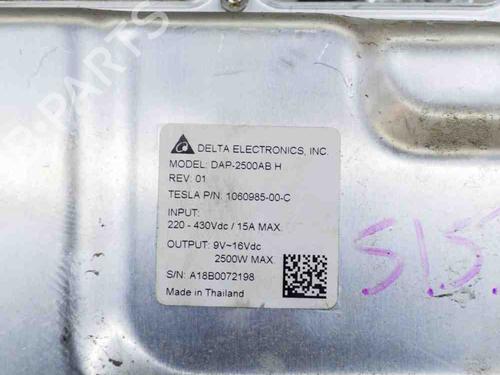 DELTA ELECTRONICS, INC.
MODEL: DAP-2500AB H
REV: 01
TESLA P/N: 1060985-00-C
INPUT:
220 - 430Vdc / 15A MAX.
OUTPUT: 9V~16Vdc
2500W MAX.
S/N: A18B0072198
Made in Thailand
PARTS